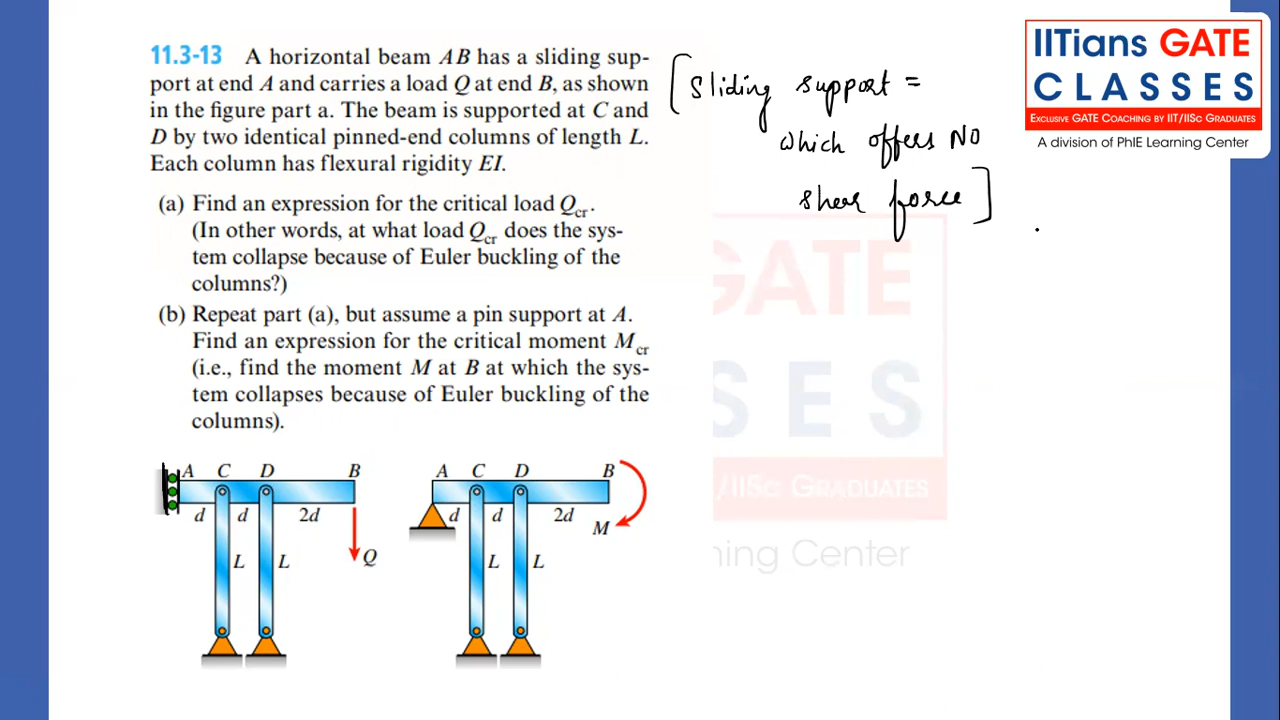 11.3-13 A horizontal beam AB has a sliding sup-
port at end A and carries a load Q at end B, as shown
in the figure part a. The beam is supported at C and
D by two identical pinned-end columns of length L.
Each column has flexural rigidity EI.
(a) Find an expression for the critical load Qcr.
(In other words, at what load Qcr does the sys-
tem collapse because of Euler buckling of the
columns?)
(b) Repeat part (a), but assume a pin support at A.
Find an expression for the critical moment Mcr
(i.e., find the moment M at B at which the sys-
tem collapses because of Euler buckling of the
columns).
[Sliding support =
which offers No
shear force]
IITians GATE
CLASSES
EXCLUSIVE GATE COACHING BY IIT/IISc GRADUATES
A division of PhIE Learning Center
GATE
SES
/IISc GRADUATES
ning Center
A C D B
d d 2d
L L
Q
A C D B
d d 2d
M
L L